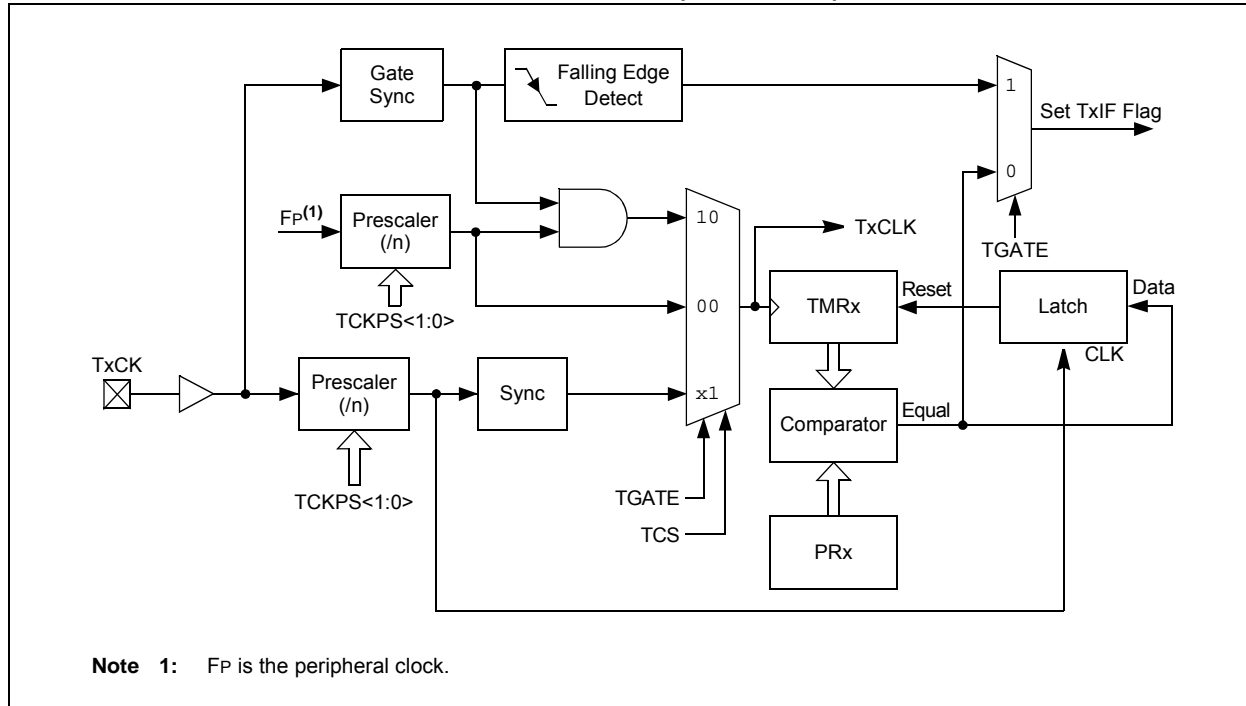 Gate
Sync
Falling Edge
Detect
1
Set TxIF Flag
0
TGATE
FP(1)
Prescaler
(/n)
TCKPS<1:0>
10
00
x1
TxCLK
TMRx
Reset
Latch
Data
CLK
TxCK
Prescaler
(/n)
TCKPS<1:0>
Sync
Comparator
Equal
TGATE
TCS
PRx
Note 1: FP is the peripheral clock.